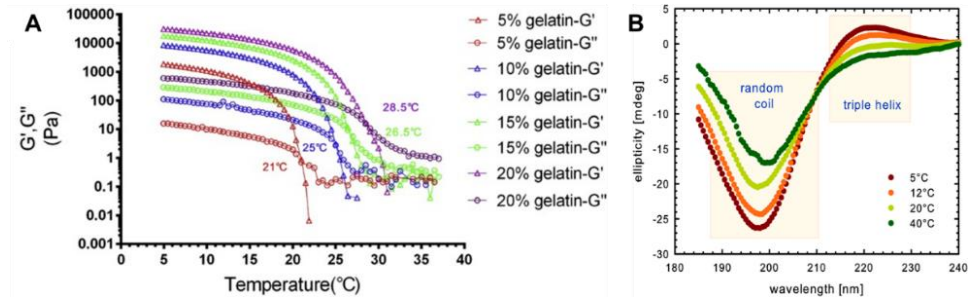 A
100000
10000
1000
100
10
1
0.1
0.01
0.001
G',G''
(Pa)
21℃
25℃
26.5℃
28.5℃
0 5 10 15 20 25 30 35 40
Temperature(℃)
5% gelatin-G'
5% gelatin-G"
10% gelatin-G'
10% gelatin-G"
15% gelatin-G'
15% gelatin-G"
20% gelatin-G'
20% gelatin-G"
B
5
0
-5
-10
-15
-20
-25
-30
ellipticity [mdeg]
random
coil
triple helix
5°C
12°C
20°C
40°C
180 190 200 210 220 230 240
wavelength [nm]